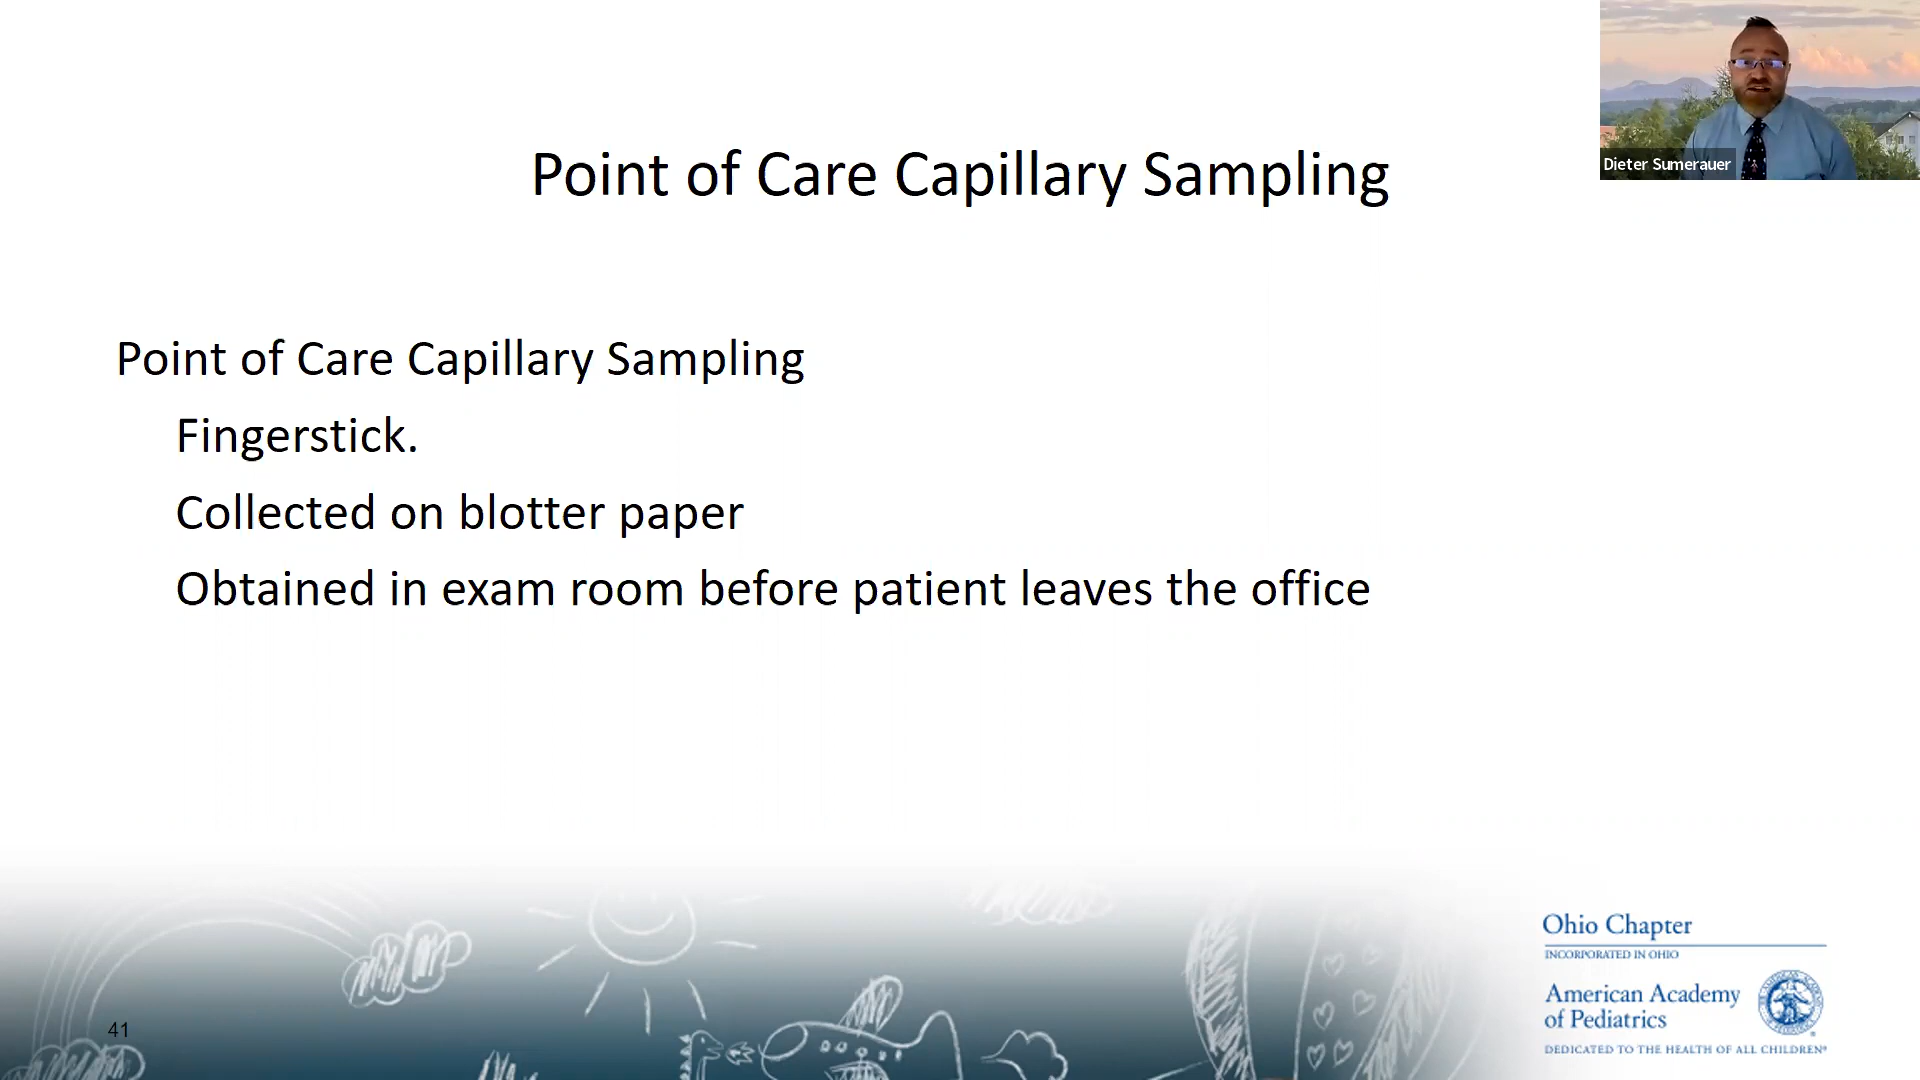 Point of Care Capillary Sampling
Dieter Sumerauer
Point of Care Capillary Sampling
Fingerstick.
Collected on blotter paper
Obtained in exam room before patient leaves the office
Ohio Chapter
INCORPORATED IN OHIO
American Academy
of Pediatrics
DEDICATED TO THE HEALTH OF ALL CHILDREN®
41